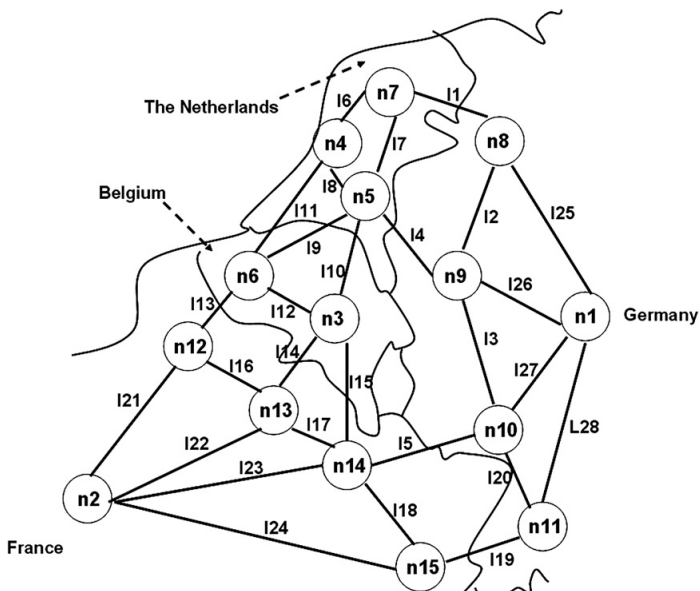 The Netherlands
n7
l6
l1
n4
n8
l7
Belgium
l8
n5
l11
l25
l4
l2
l9
n6
l10
n9
l26
l13
l12
n3
n1
Germany
n12
l14
l3
l16
l15
l27
l21
n13
l17
l22
l5
n10
L28
l23
n14
l20
n2
l18
l24
n11
France
n15
l19